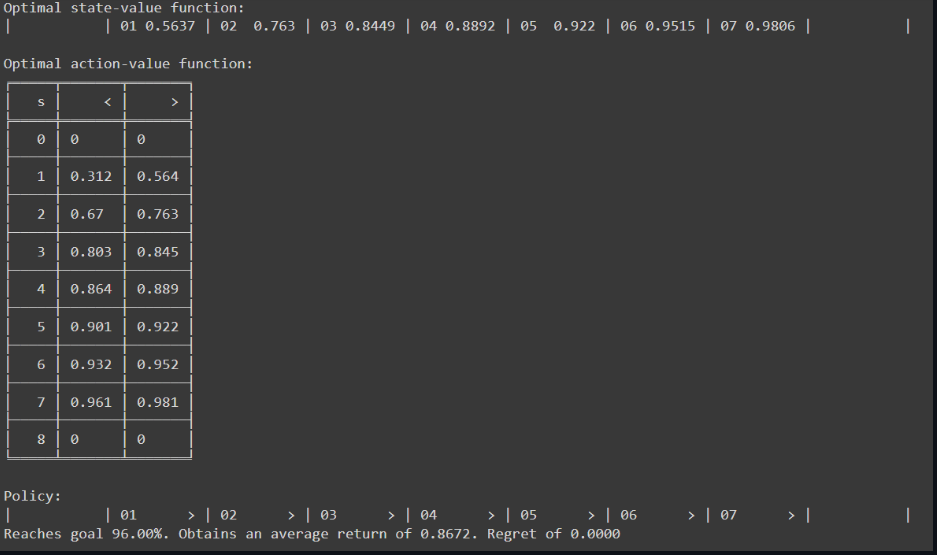 Optimal state-value function:
|           | 01 0.5637 | 02  0.763 | 03 0.8449 | 04 0.8892 | 05  0.922 | 06 0.9515 | 07 0.9806 |           |
Optimal action-value function:
s < >
0 0 0
1 0.312 0.564
2 0.67 0.763
3 0.803 0.845
4 0.864 0.889
5 0.901 0.922
6 0.932 0.952
7 0.961 0.981
8 0 0
Policy:
|           | 01      > | 02      > | 03      > | 04      > | 05      > | 06      > | 07      > |           |
Reaches goal 96.00%. Obtains an average return of 0.8672. Regret of 0.0000